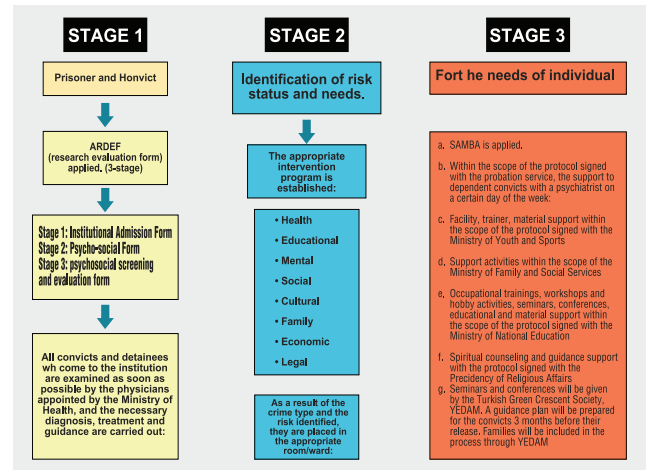 STAGE 1
Prisoner and Honvict
ARDEF
(research evaluation form)
applied. (3-stage)
Stage 1: Institutional Admission Form
Stage 2: Psycho-social Form
Stage 3: psychosocial screening
and evaluation form
All convicts and detainees
wh come to the institution
are examined as soon as
possible by the physicians
appointed by the Ministry of
Health, and the necessary
diagnosis, treatment and
guidance are carried out:
STAGE 2
Identification of risk
status and needs.
The appropriate
intervention
program is
established:
• Health
• Educational
• Mental
• Social
• Cultural
• Family
• Economic
• Legal
As a result of the
crime type and the
risk identified,
they are placed in
the appropriate
room/ward:
STAGE 3
Fort he needs of individual
a. SAMBA is applied.
b. Within the scope of the protocol signed
with the probation service, the support to
dependent convicts with a psychiatrist on
a certain day of the week:
c. Facility, trainer, material support within
the scope of the protocol signed with the
Ministry of Youth and Sports
d. Support activities within the scope of the
Ministry of Family and Social Services
e, Occupational trainings, workshops and
hobby activities, seminars, conferences,
educational and material support within
the scope of the protocol signed with the
Ministry of National Education
f. Spiritual counseling and guidance support
with the protocol signed with the
Precidency of Religious Affairs
g. Seminars and conferences will be given
by the Turkish Green Crescent Society,
YEDAM. A guidance plan will be prepared
for the convicts 3 months before their
release. Families will be included in the
process through YEDAM